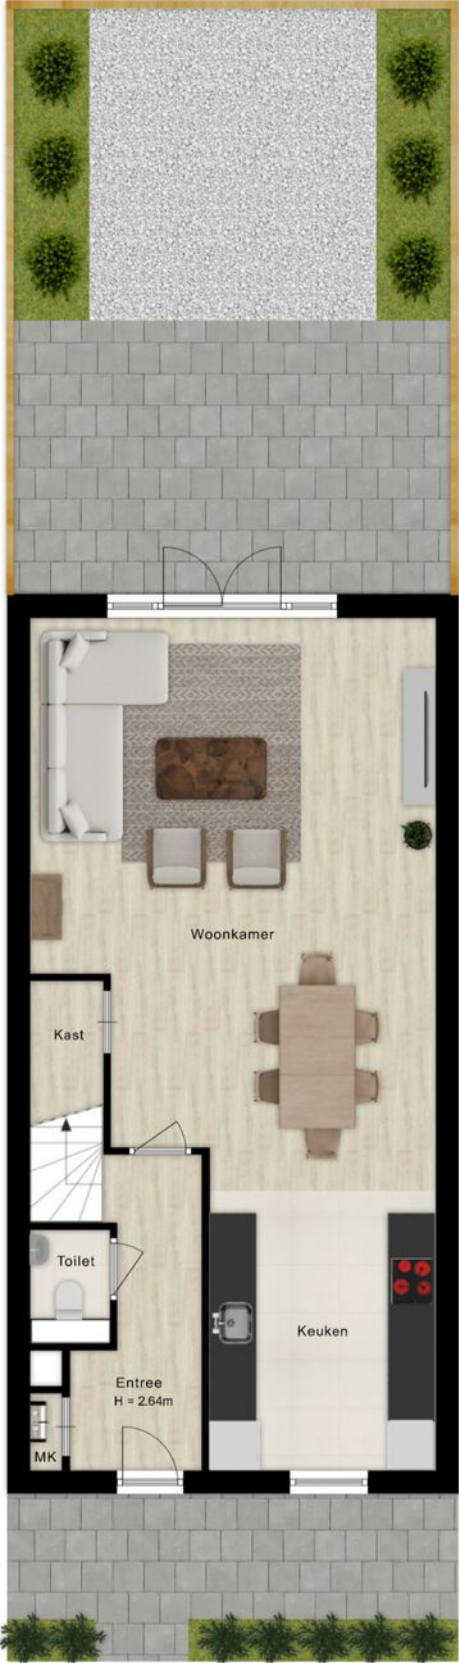 Woonkamer
Kast
Toilet
Keuken
Entree
H = 2.64m
MK